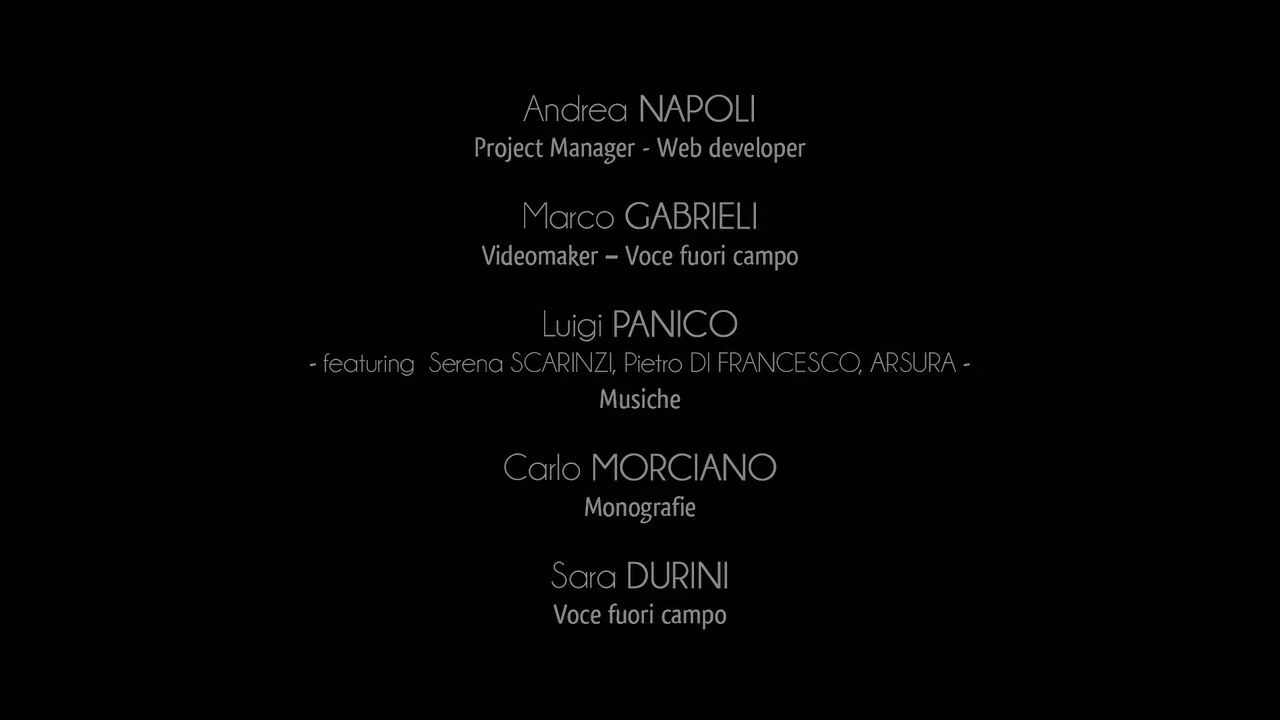 Andrea NAPOLI
Project Manager - Web developer
Marco GABRIELI
Videomaker – Voce fuori campo
Luigi PANICO
- featuring  Serena SCARINZI, Pietro DI FRANCESCO, ARSURA -
Musiche
Carlo MORCIANO
Monografie
Sara DURINI
Voce fuori campo